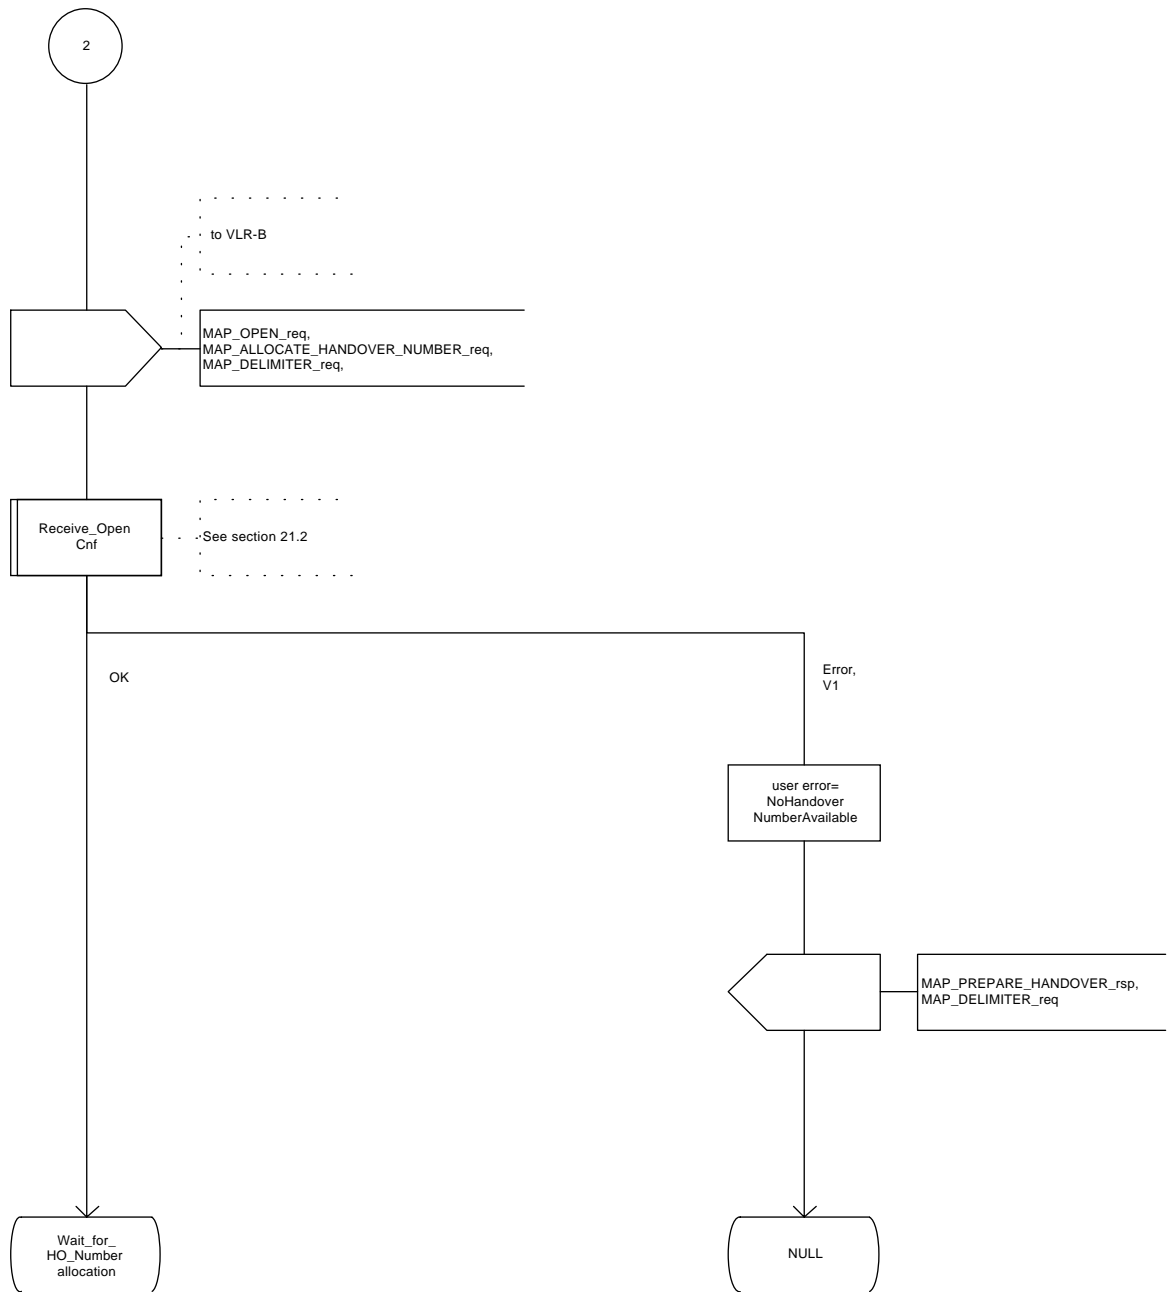 2
to VLR-B
MAP_OPEN_req,
MAP_ALLOCATE_HANDOVER_NUMBER_req,
MAP_DELIMITER_req,
Receive_Open
Cnf
See section 21.2
OK
Error,
V1
user error=
NoHandover
NumberAvailable
MAP_PREPARE_HANDOVER_rsp,
MAP_DELIMITER_req
Wait_for_
HO_Number
allocation
NULL